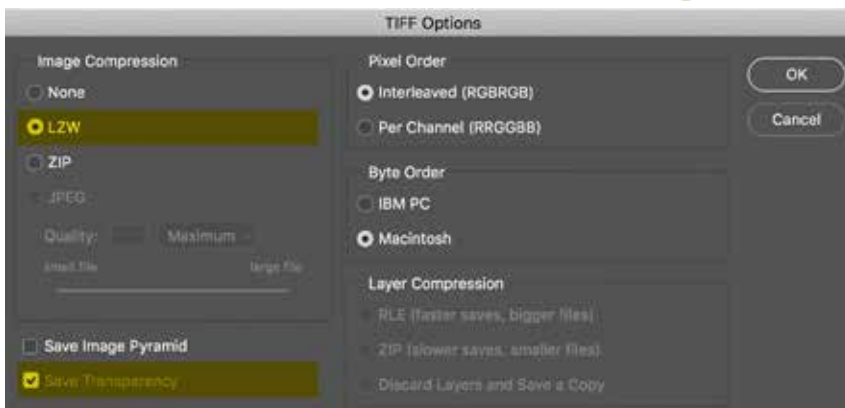 TIFF Options
Image Compression
None
LZW
ZIP
JPEG
Quality: Maximum
small file large file
Save Image Pyramid
Save Transparency
Pixel Order
Interleaved (RGBRGB)
Per Channel (RRGGBB)
Byte Order
IBM PC
Macintosh
Layer Compression
RLE (faster saves, bigger files)
ZIP (slower saves, smaller files)
Discard Layers and Save a Copy
OK
Cancel